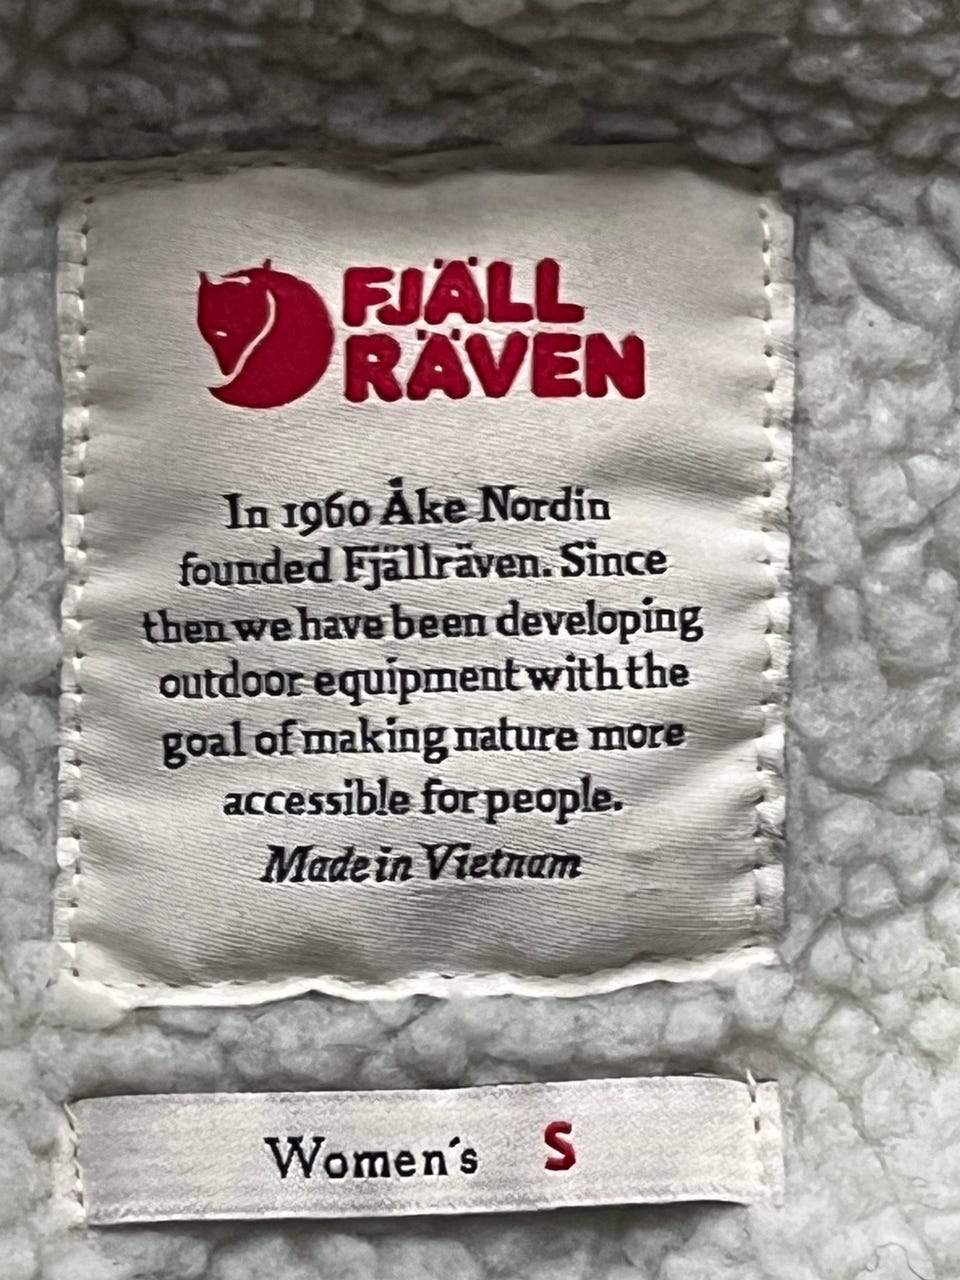 FJÄLL
RÄVEN
In 1960 Åke Nordin
founded Fjällräven. Since
then we have been developing
outdoor equipment with the
goal of making nature more
accessible for people.
Made in Vietnam
Women´s S